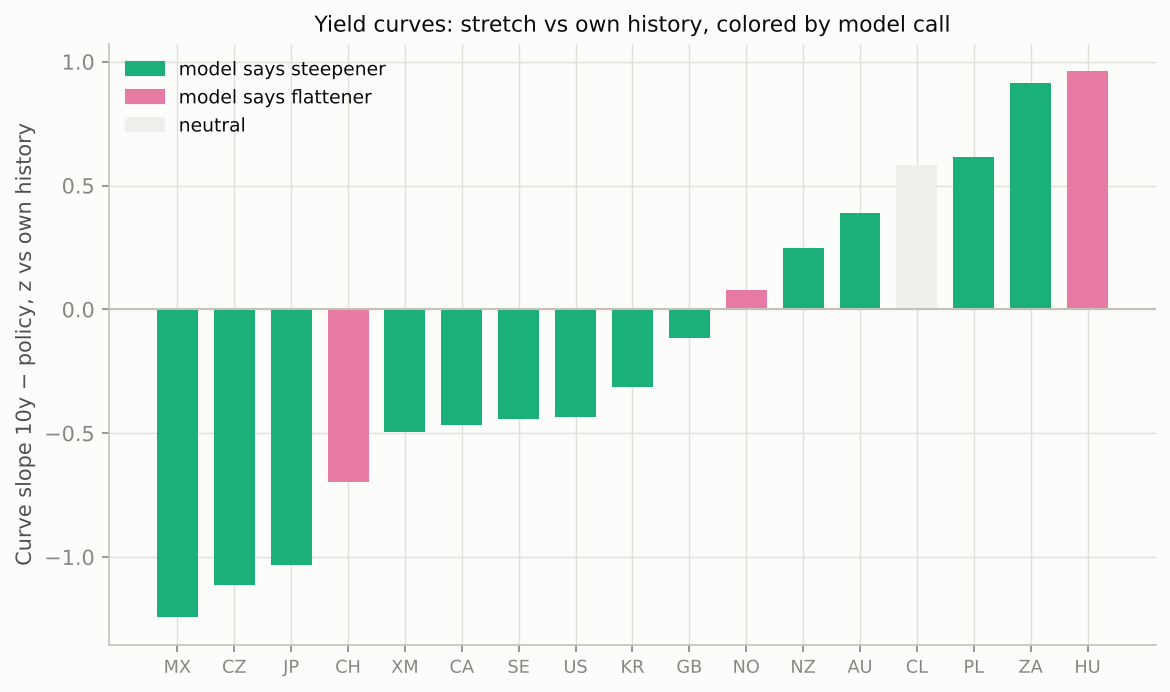 Yield curves: stretch vs own history, colored by model call
model says steepener
model says flattener
neutral
Curve slope 10y − policy, z vs own history
1.0
0.5
0.0
−0.5
−1.0
MX CZ JP CH XM CA SE US KR GB NO NZ AU CL PL ZA HU